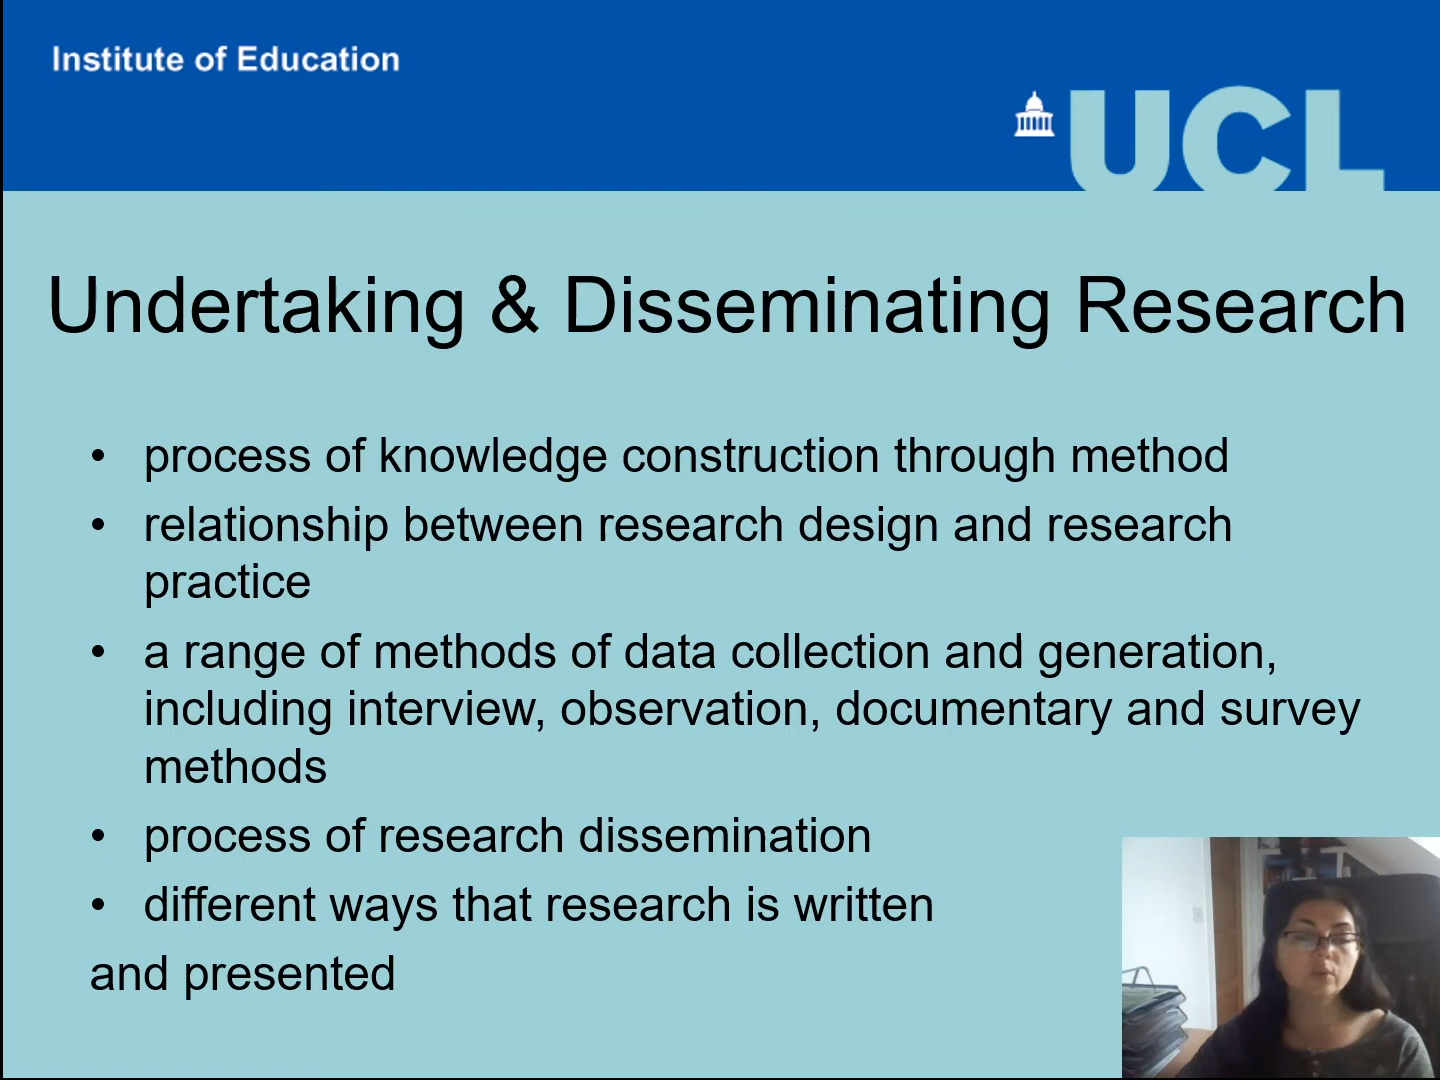 Institute of Education
UCL
Undertaking & Disseminating Research
• process of knowledge construction through method
• relationship between research design and research
practice
• a range of methods of data collection and generation,
including interview, observation, documentary and survey
methods
• process of research dissemination
• different ways that research is written
and presented